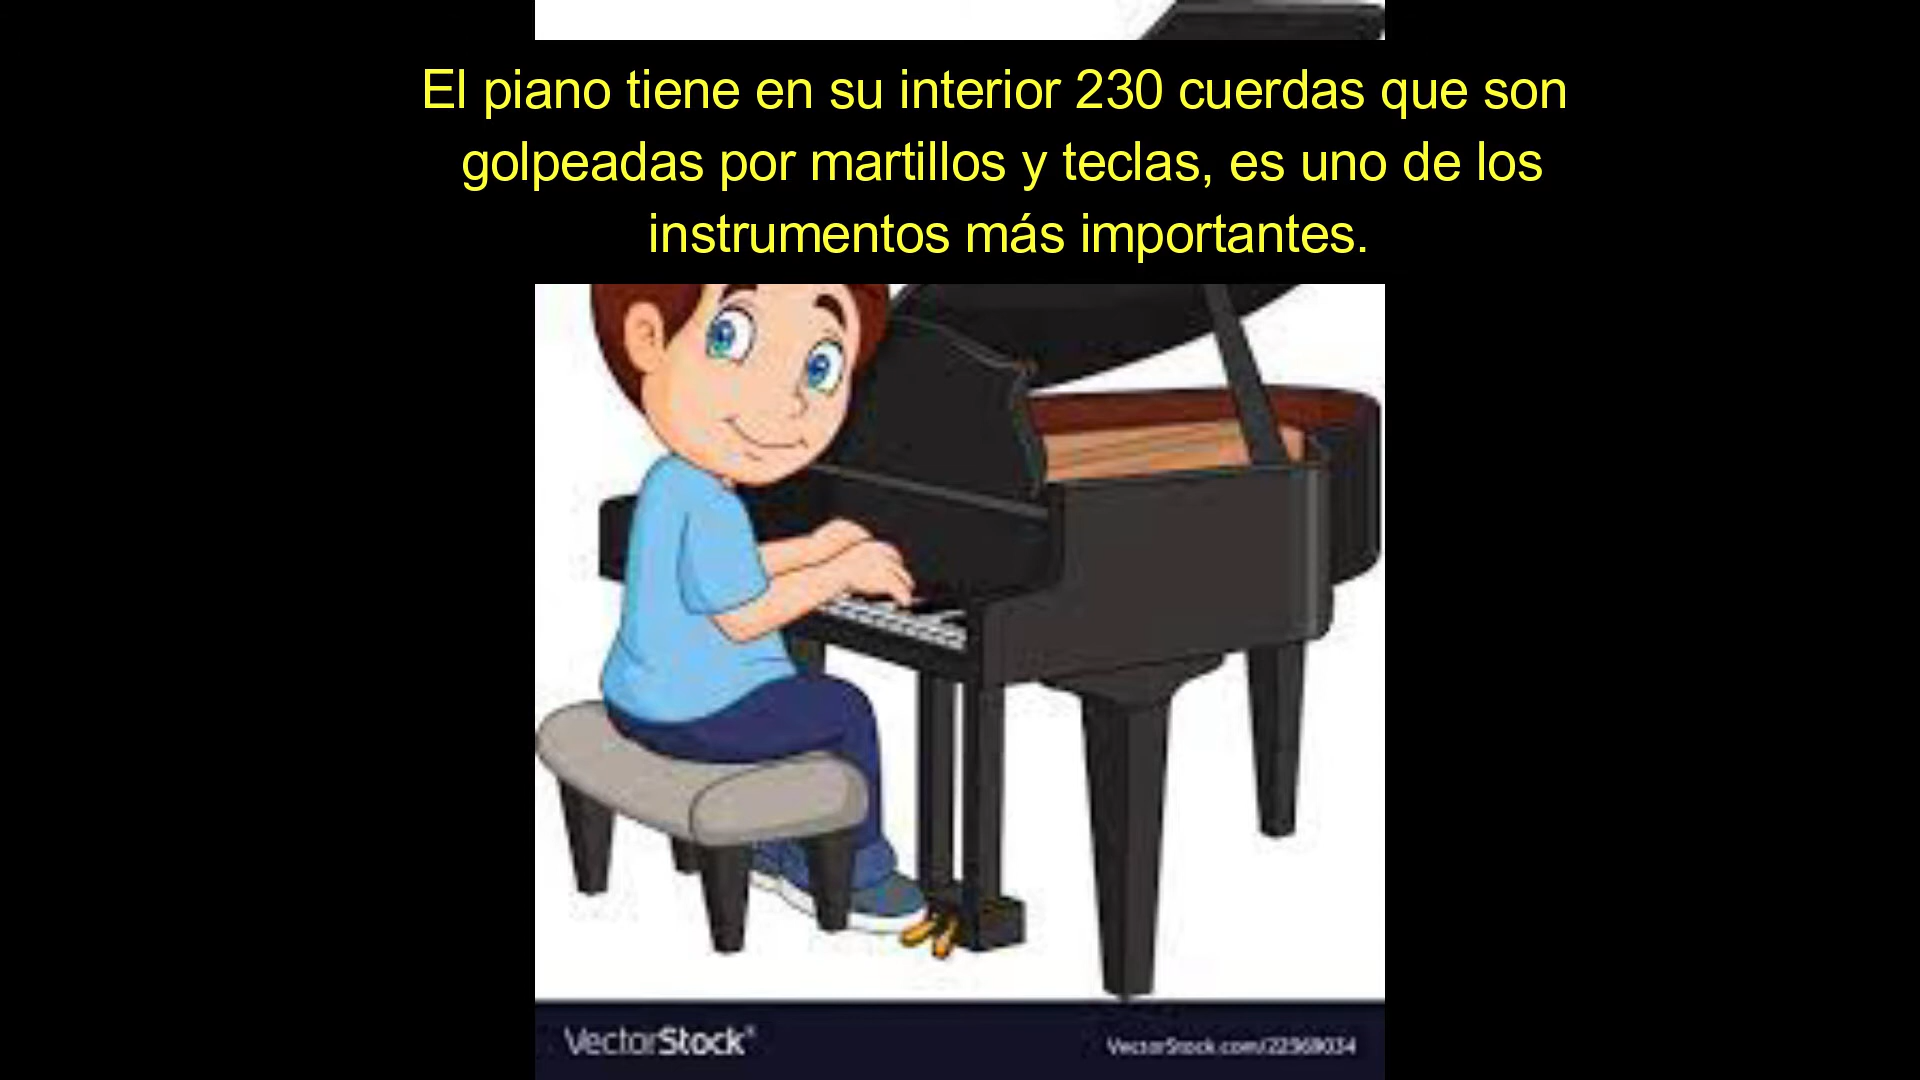 El piano tiene en su interior 230 cuerdas que son
golpeadas por martillos y teclas, es uno de los
instrumentos más importantes.
VectorStock®
VectorStock.com/22969034